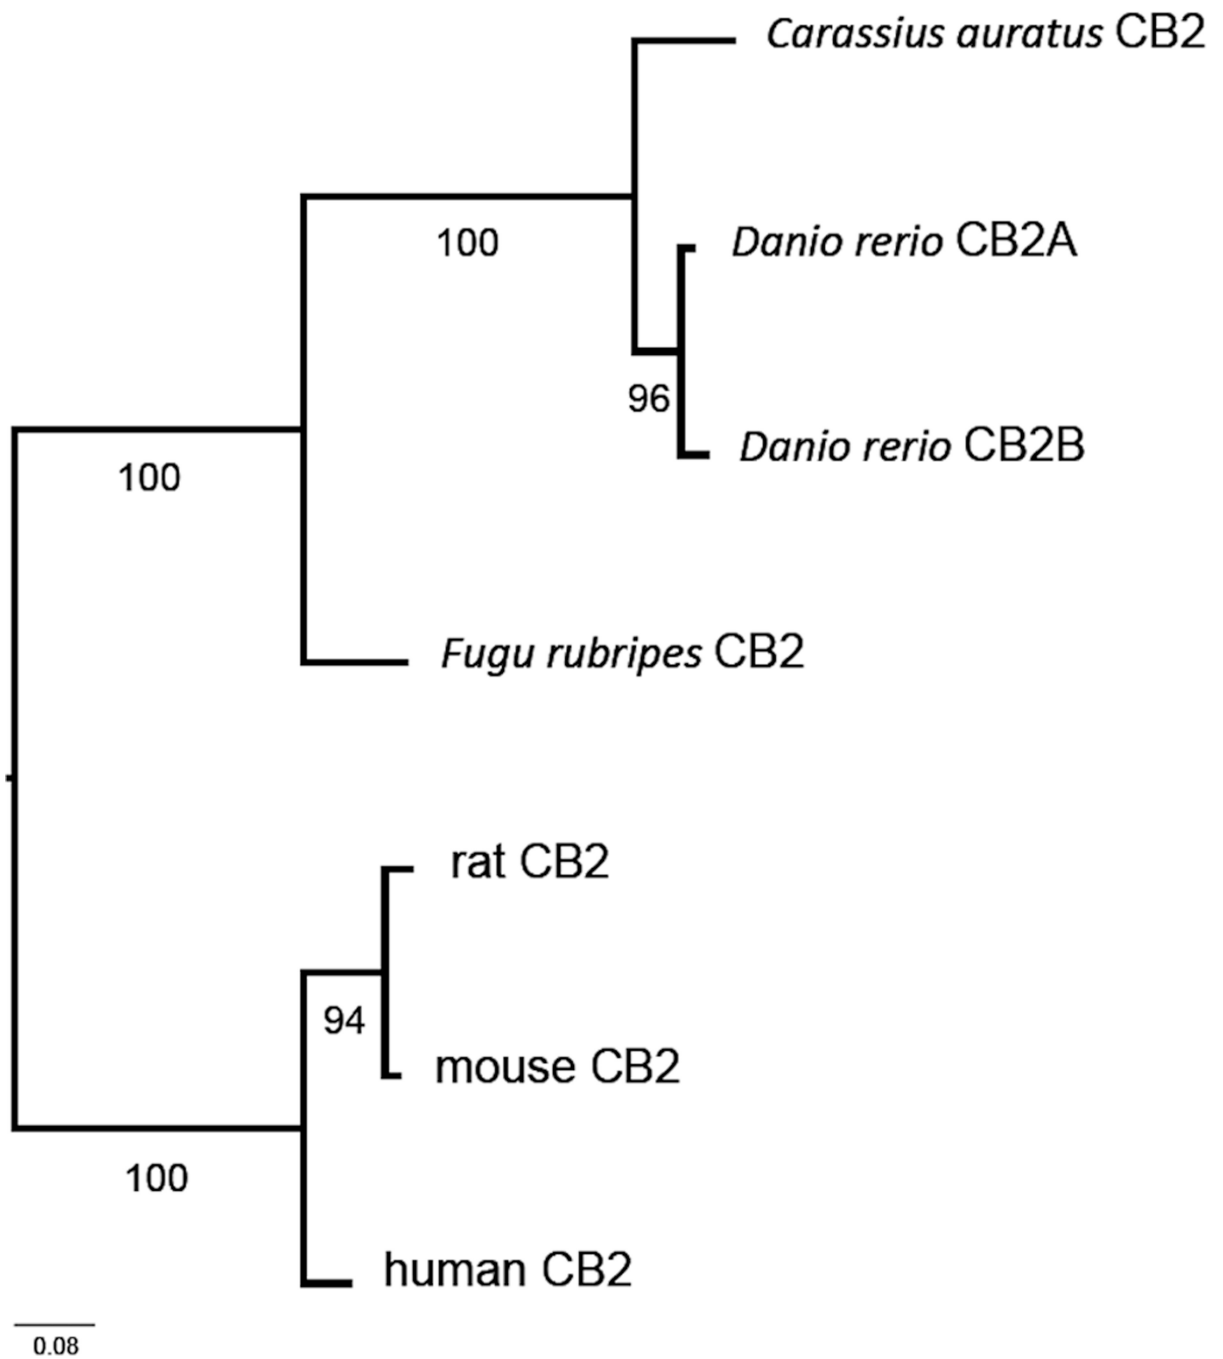 Carassius auratus CB2
100
Danio rerio CB2A
96
Danio rerio CB2B
100
Fugu rubripes CB2
rat CB2
94
mouse CB2
100
human CB2
0.08